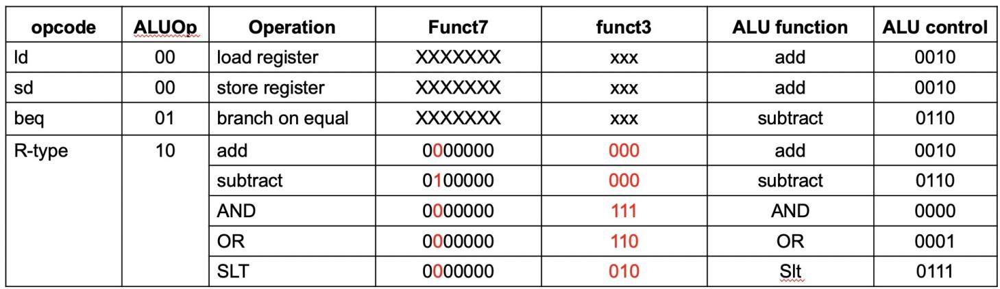 opcode ALUOp Operation Funct7 funct3 ALU function ALU control
ld 00 load register XXXXXXX xxx add 0010
sd 00 store register XXXXXXX xxx add 0010
beq 01 branch on equal XXXXXXX xxx subtract 0110
R-type 10 add 0000000 000 add 0010
subtract 0100000 000 subtract 0110
AND 0000000 111 AND 0000
OR 0000000 110 OR 0001
SLT 0000000 010 Slt 0111